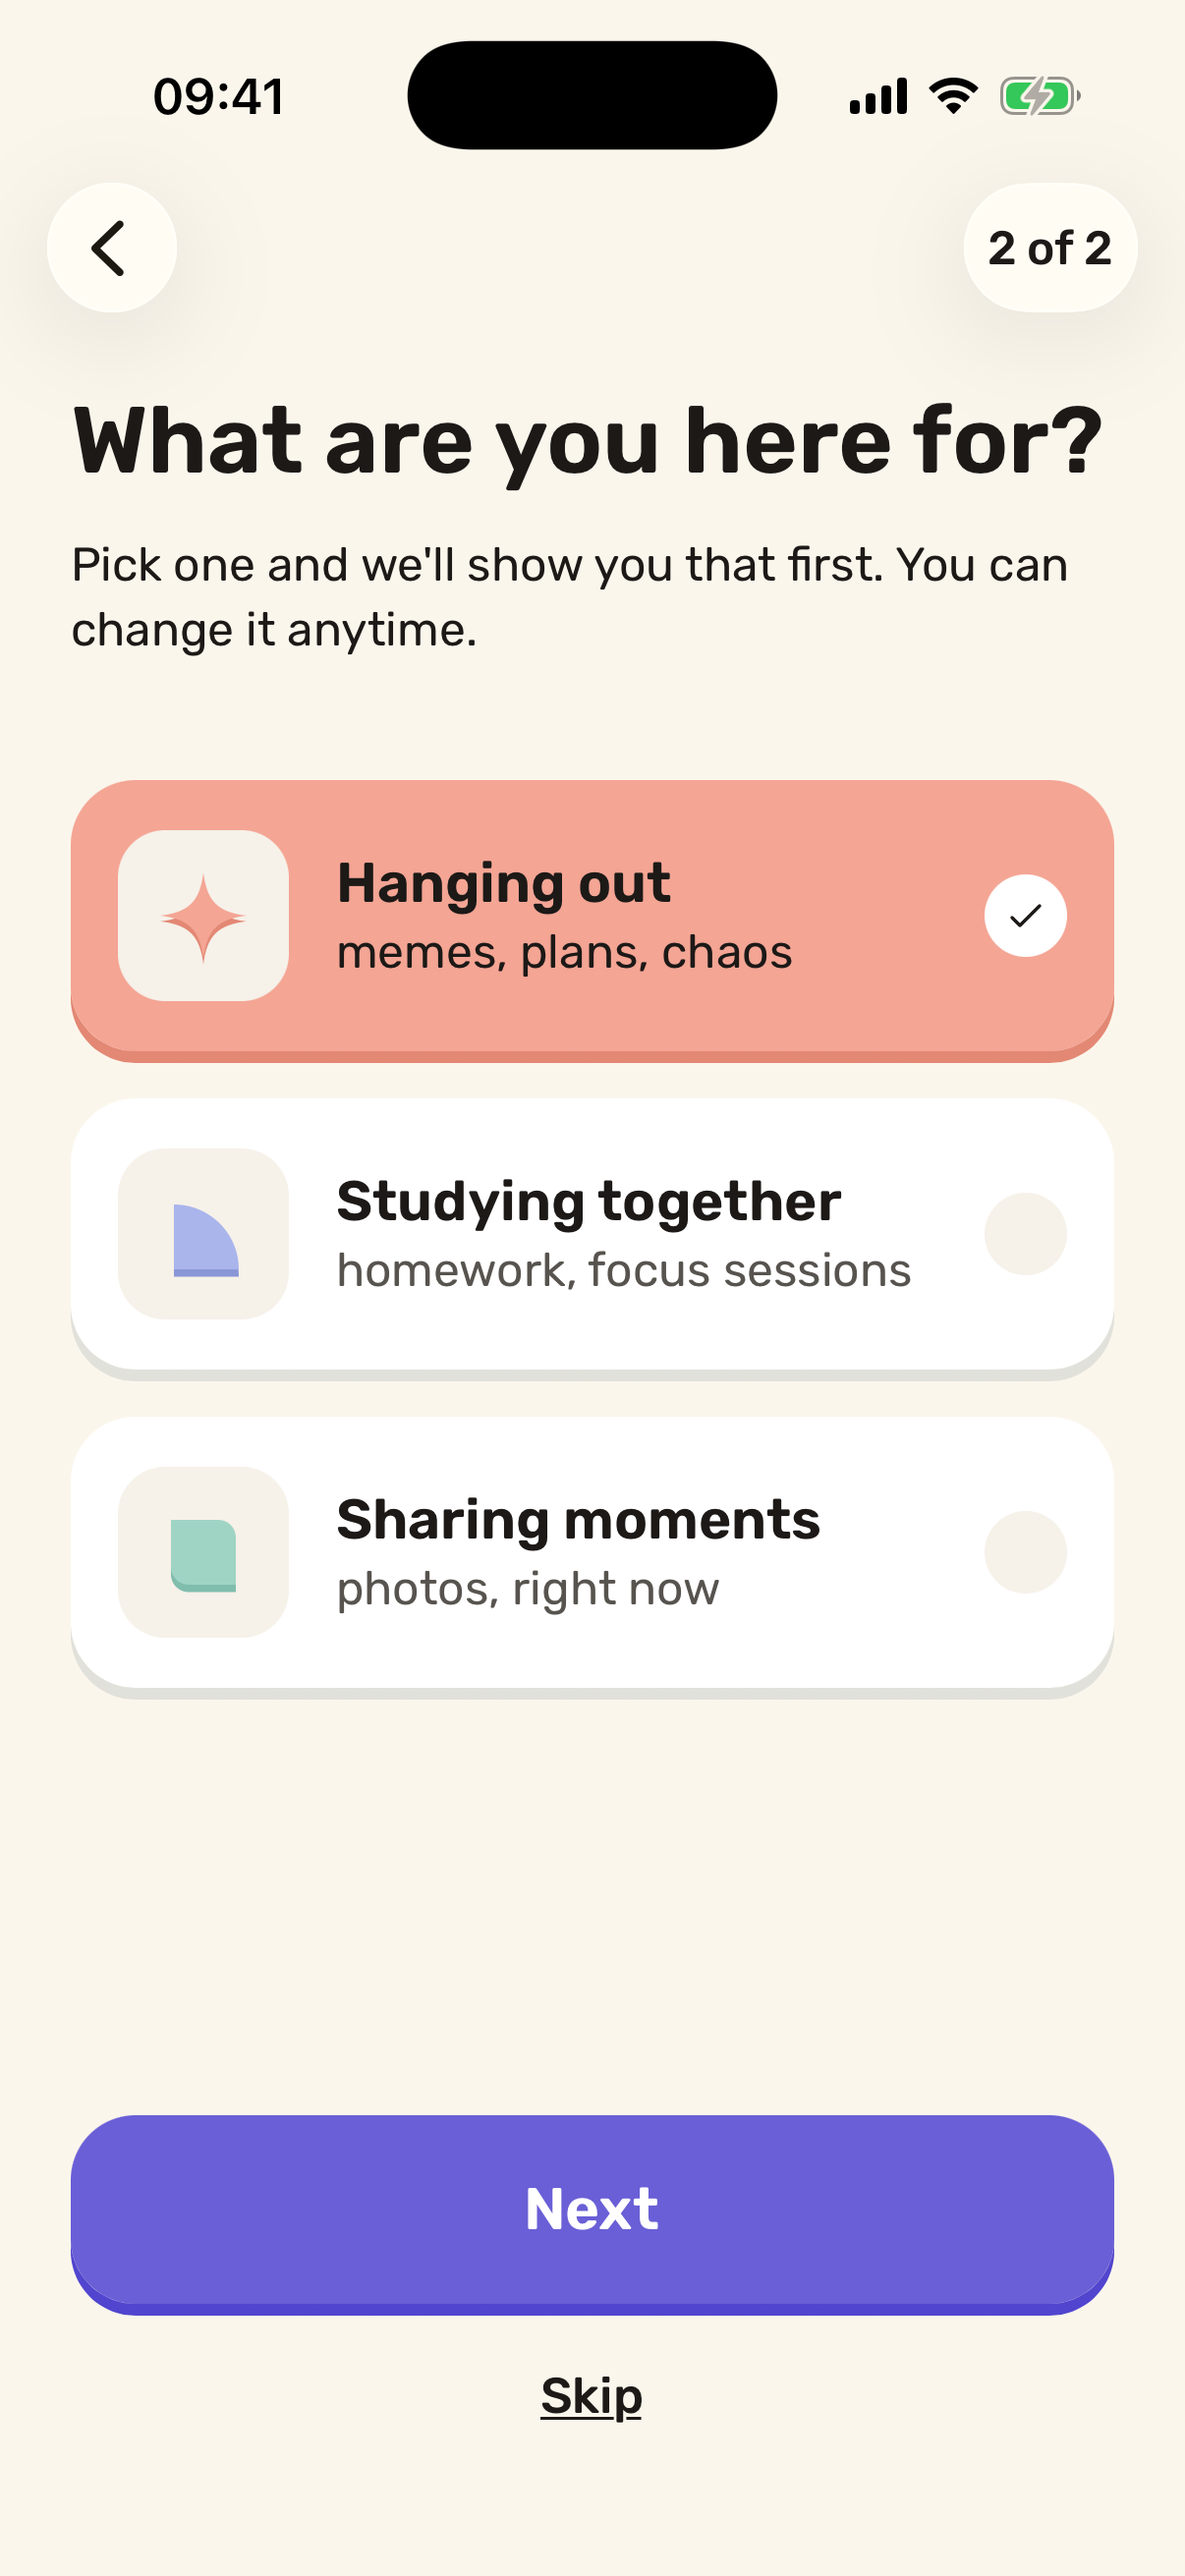 09:41
2 of 2
What are you here for?
Pick one and we'll show you that first. You can
change it anytime.
Hanging out
memes, plans, chaos
Studying together
homework, focus sessions
Sharing moments
photos, right now
Next
Skip